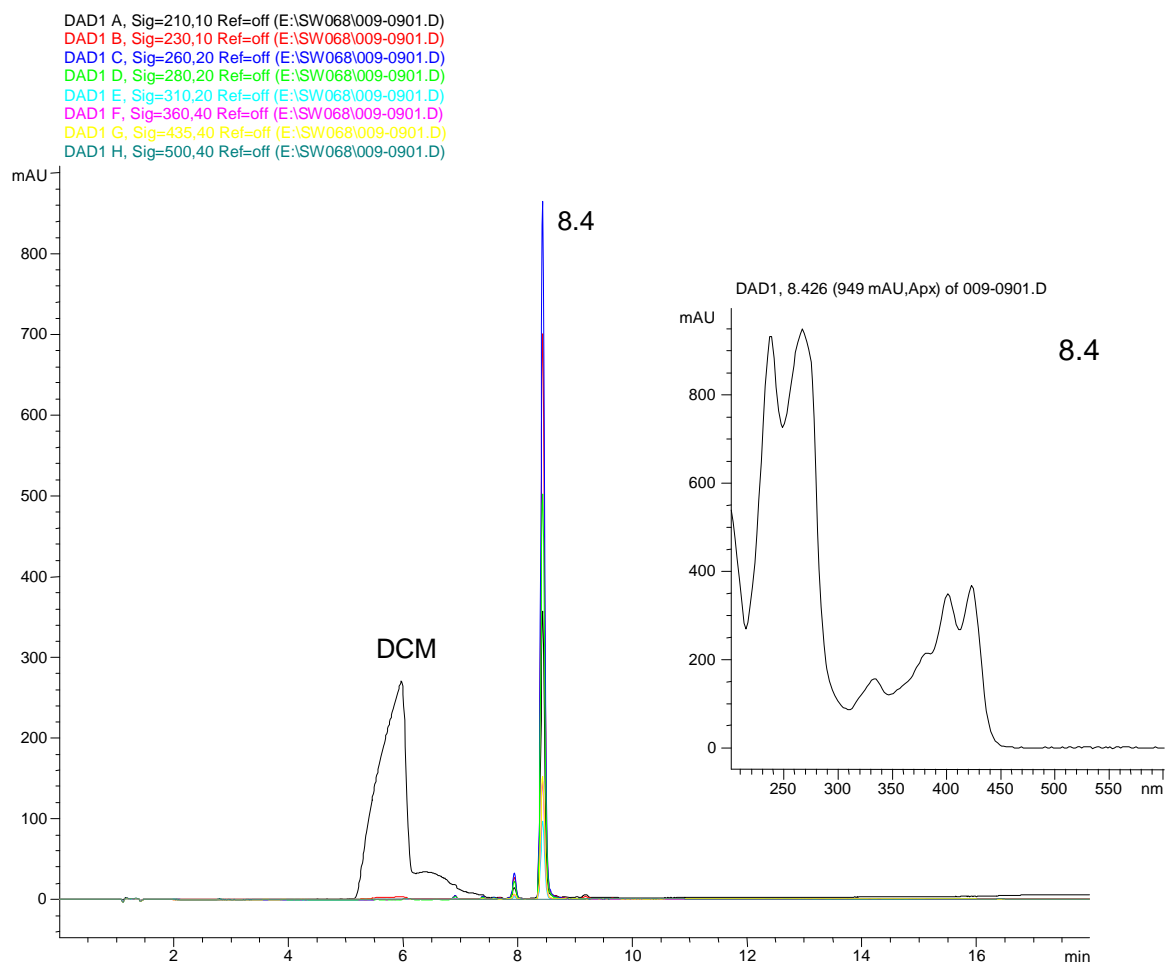 DAD1 A, Sig=210,10 Ref=off (E:\SW068\009-0901.D)
DAD1 B, Sig=230,10 Ref=off (E:\SW068\009-0901.D)
DAD1 C, Sig=260,20 Ref=off (E:\SW068\009-0901.D)
DAD1 D, Sig=280,20 Ref=off (E:\SW068\009-0901.D)
DAD1 E, Sig=310,20 Ref=off (E:\SW068\009-0901.D)
DAD1 F, Sig=360,40 Ref=off (E:\SW068\009-0901.D)
DAD1 G, Sig=435,40 Ref=off (E:\SW068\009-0901.D)
DAD1 H, Sig=500,40 Ref=off (E:\SW068\009-0901.D)
mAU
800
700
600
500
400
300
200
100
0
2 4 6 8 10 12 14 16 min
DCM
8.4
DAD1, 8.426 (949 mAU,Apx) of 009-0901.D
mAU
8.4
800
600
400
200
0
250 300 350 400 450 500 550 nm